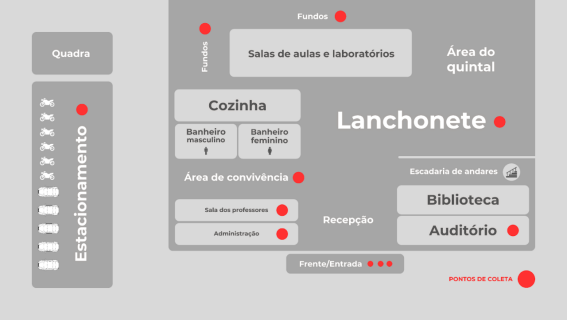 Fundos
Fundos
Quadra
Salas de aulas e laboratórios
Área do
quintal
Cozinha
Lanchonete
Banheiro
masculino
Banheiro
feminino
Estacionamento
Escadaria de andares
Área de convivência
Biblioteca
Sala dos professores
Recepção
Administração
Auditório
Frente/Entrada
PONTOS DE COLETA